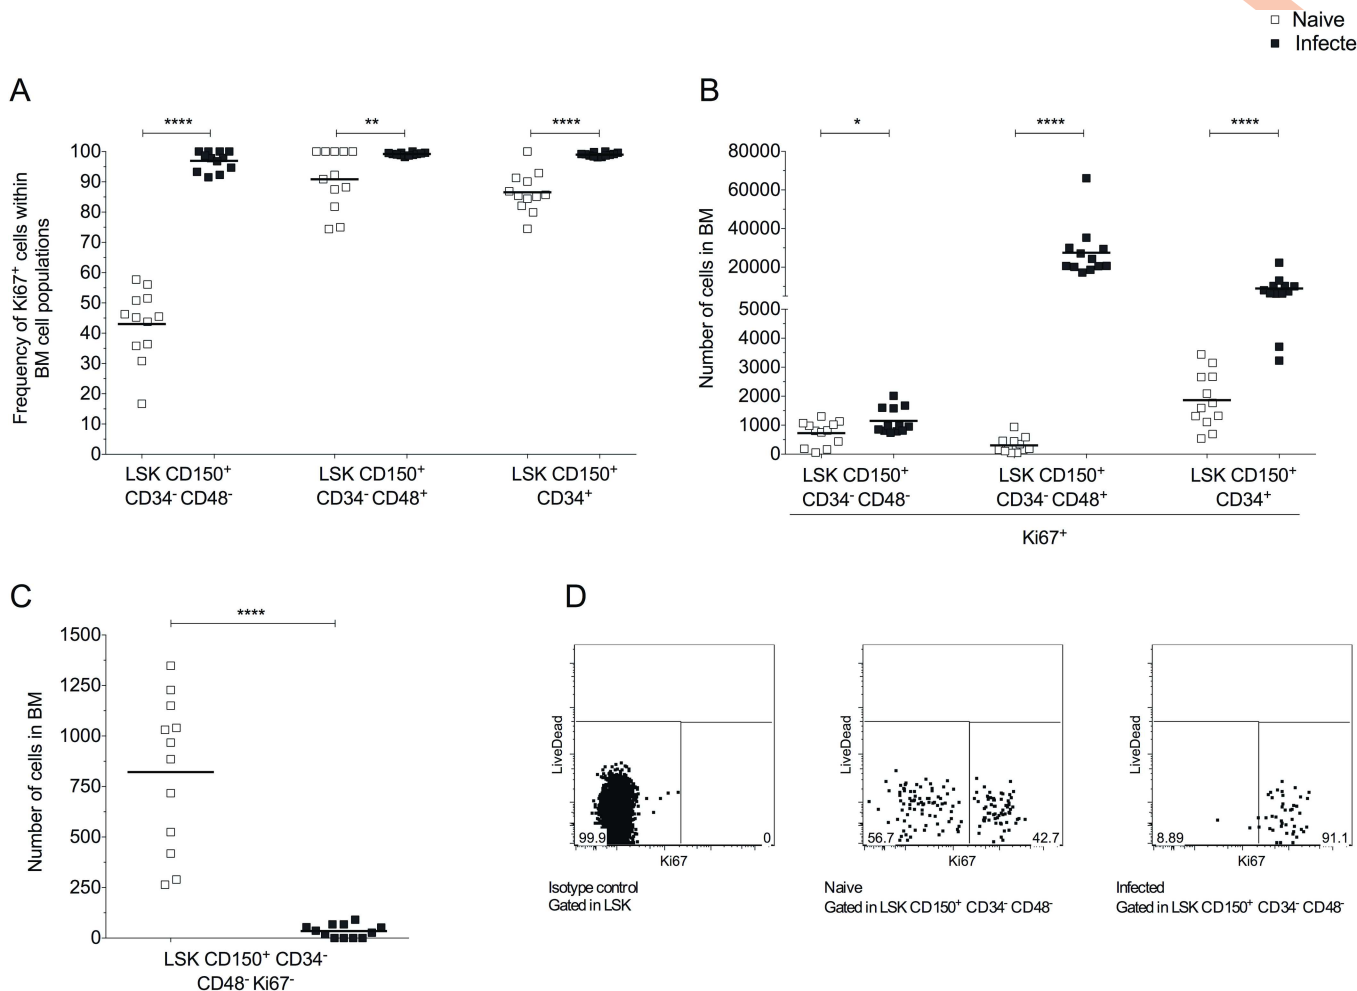 Naive
Infecte
A
B
**** ** ****
* **** ****
Frequency of Ki67⁺ cells within
BM cell populations
100
90
80
70
60
50
40
30
20
10
0
LSK CD150⁺ LSK CD150⁺ LSK CD150⁺
CD34⁻ CD48⁻ CD34⁻ CD48⁺ CD34⁺
Number of cells in BM
80000
60000
40000
20000
5000
4000
3000
2000
1000
0
LSK CD150⁺ LSK CD150⁺ LSK CD150⁺
CD34⁻ CD48⁻ CD34⁻ CD48⁺ CD34⁺
Ki67⁺
C
****
Number of cells in BM
1500
1250
1000
750
500
250
0
LSK CD150⁺ CD34⁻
CD48⁻ Ki67⁻
D
LiveDead
99.9 0
Ki67
Isotype control
Gated in LSK
LiveDead
56.7 42.7
Ki67
Naive
Gated in LSK CD150⁺ CD34⁻ CD48⁻
LiveDead
8.89 91.1
Ki67
Infected
Gated in LSK CD150⁺ CD34⁻ CD48⁻